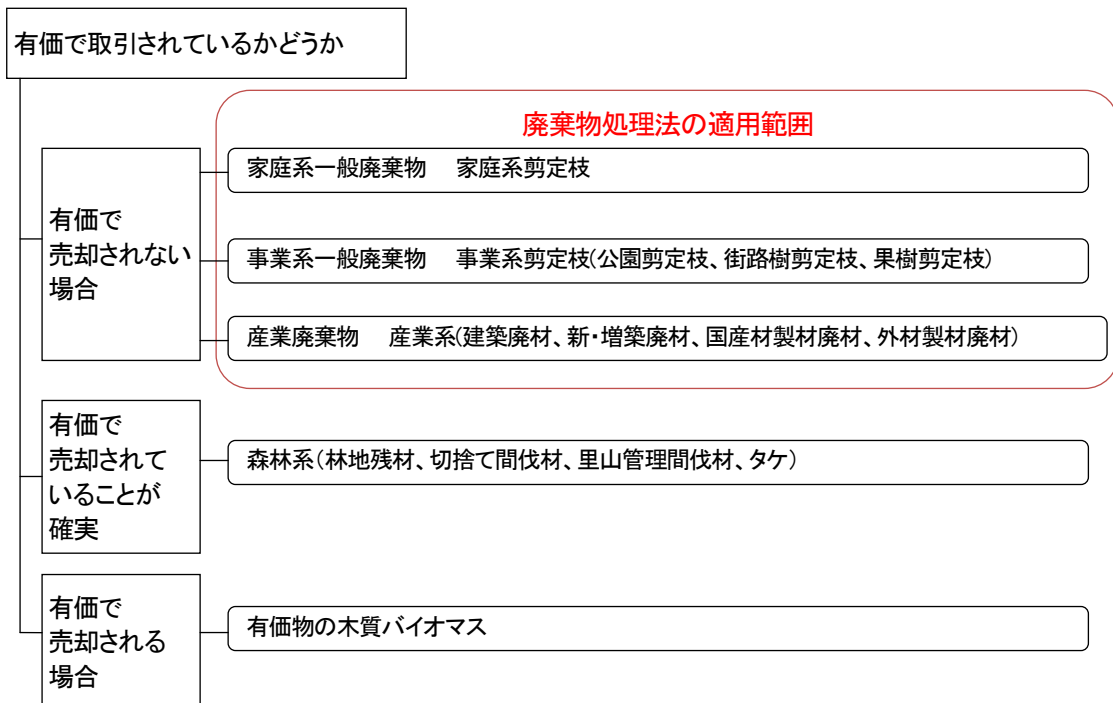 有価で取引されているかどうか
廃棄物処理法の適用範囲
有価で
売却されない
場合
家庭系一般廃棄物 家庭系剪定枝
事業系一般廃棄物 事業系剪定枝(公園剪定枝、街路樹剪定枝、果樹剪定枝)
産業廃棄物 産業系(建築廃材、新・増築廃材、国産材製材廃材、外材製材廃材)
有価で
売却されて
いることが
確実
森林系(林地残材、切捨て間伐材、里山管理間伐材、タケ)
有価で
売却される
場合
有価物の木質バイオマス